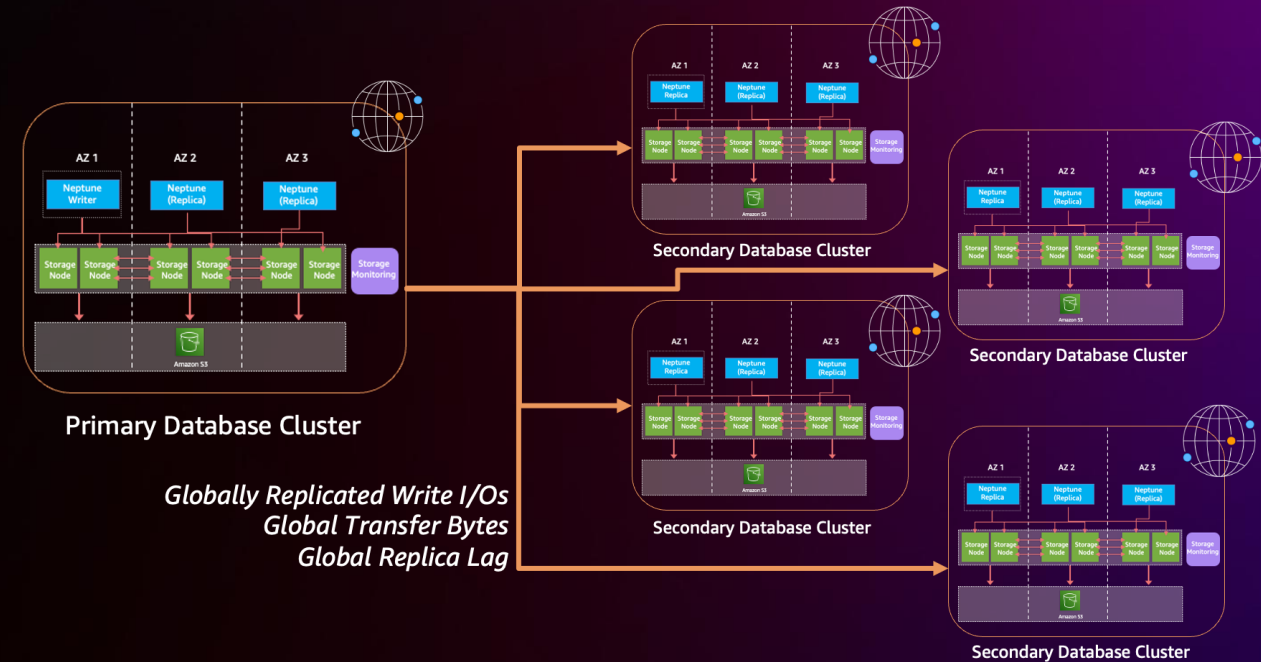 AZ 1
AZ 2
AZ 3
Neptune
Writer
Neptune
(Replica)
Neptune
(Replica)
Storage
Node
Storage
Node
Storage
Node
Storage
Node
Storage
Node
Storage
Node
Storage
Monitoring
Amazon S3
Primary Database Cluster
Globally Replicated Write I/Os
Global Transfer Bytes
Global Replica Lag
AZ 1
AZ 2
AZ 3
Neptune
Replica
Neptune
(Replica)
Neptune
(Replica)
Storage
Node
Storage
Node
Storage
Node
Storage
Node
Storage
Node
Storage
Node
Storage
Monitoring
Amazon S3
Secondary Database Cluster
AZ 1
AZ 2
AZ 3
Neptune
Replica
Neptune
(Replica)
Neptune
(Replica)
Storage
Node
Storage
Node
Storage
Node
Storage
Node
Storage
Node
Storage
Node
Storage
Monitoring
Amazon S3
Secondary Database Cluster
AZ 1
AZ 2
AZ 3
Neptune
Replica
Neptune
(Replica)
Neptune
(Replica)
Storage
Node
Storage
Node
Storage
Node
Storage
Node
Storage
Node
Storage
Node
Storage
Monitoring
Amazon S3
Secondary Database Cluster
AZ 1
AZ 2
AZ 3
Neptune
Replica
Neptune
(Replica)
Neptune
(Replica)
Storage
Node
Storage
Node
Storage
Node
Storage
Node
Storage
Node
Storage
Node
Storage
Monitoring
Amazon S3
Secondary Database Cluster